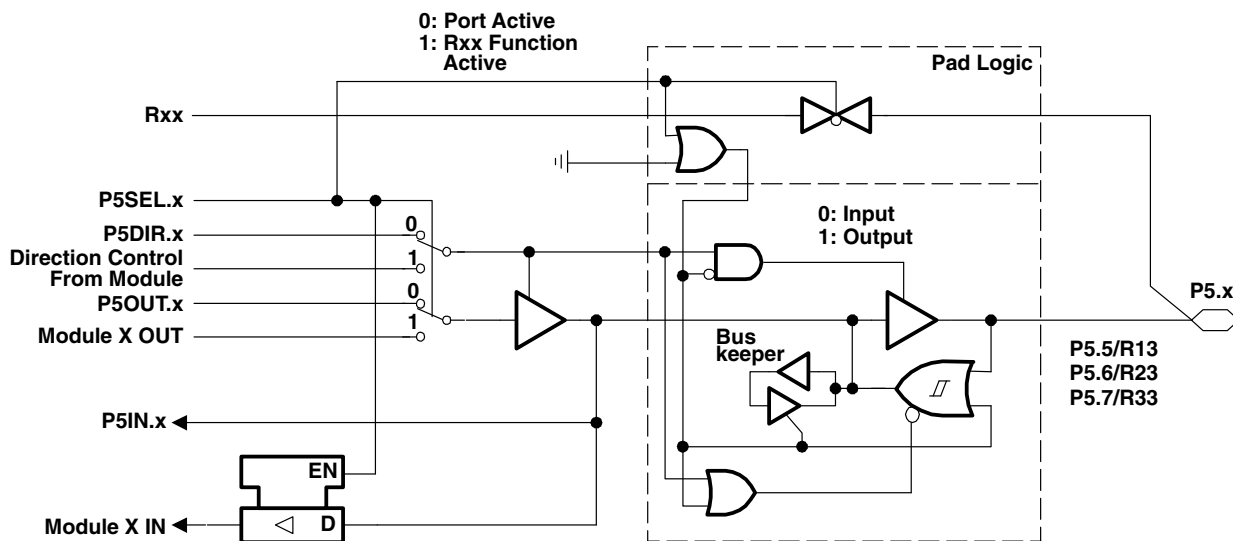 0: Port Active
1: Rxx Function
Active
Pad Logic
Rxx
P5SEL.x
0
P5DIR.x
Direction Control
From Module
1
P5OUT.x
0
Module X OUT
1
0: Input
1: Output
P5.x
Bus
keeper
P5.5/R13
P5.6/R23
P5.7/R33
P5IN.x
EN
Module X IN
D